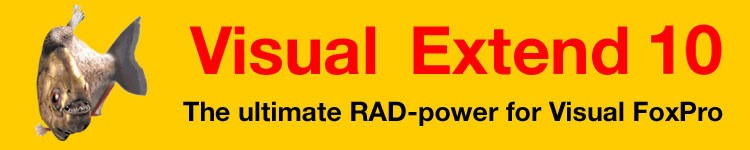 Visual Extend 10
The ultimate RAD-power for Visual FoxPro